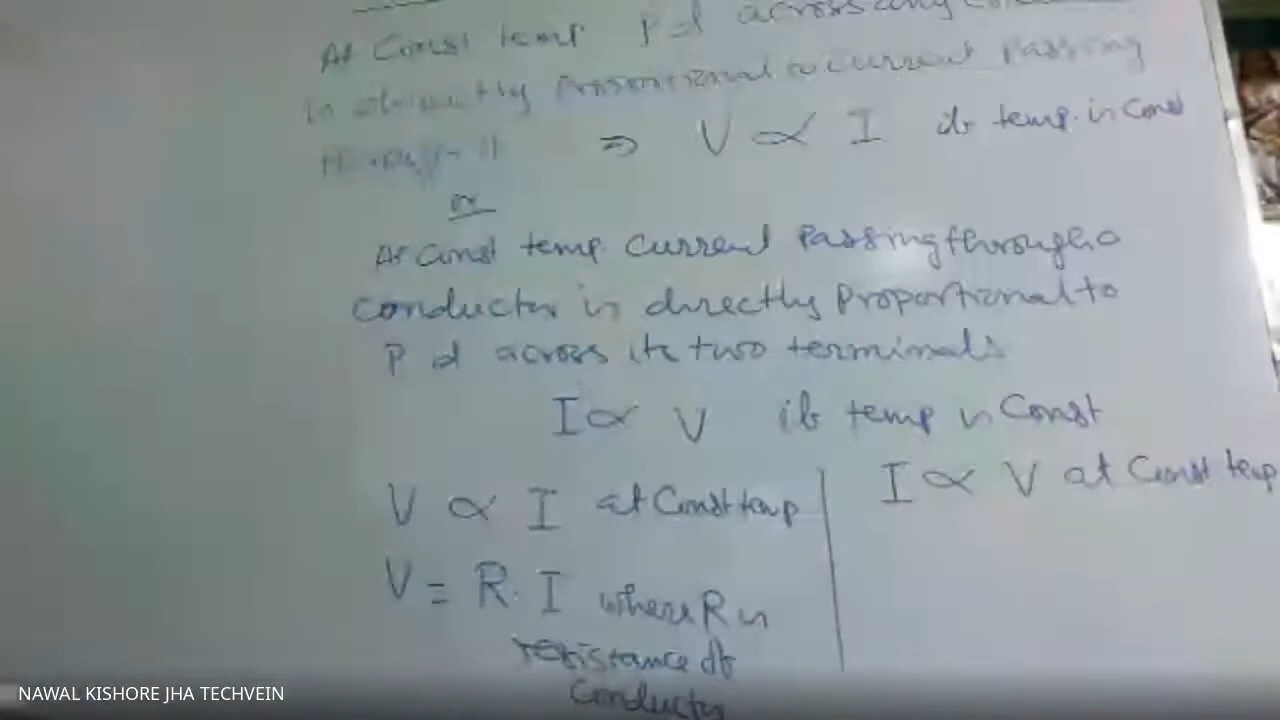 At Const temp p d across any
is directly proportional to current passing
through it ⇒ V ∝ I if temp. is Const
or
At Const temp current passing through a
conductor is directly proportional to
P d across its two terminals
I ∝ V if temp is Const
V ∝ I at Const temp
V = R. I where R is
resistance of
Conductor
I ∝ V at Const temp
NAWAL KISHORE JHA TECHVEIN